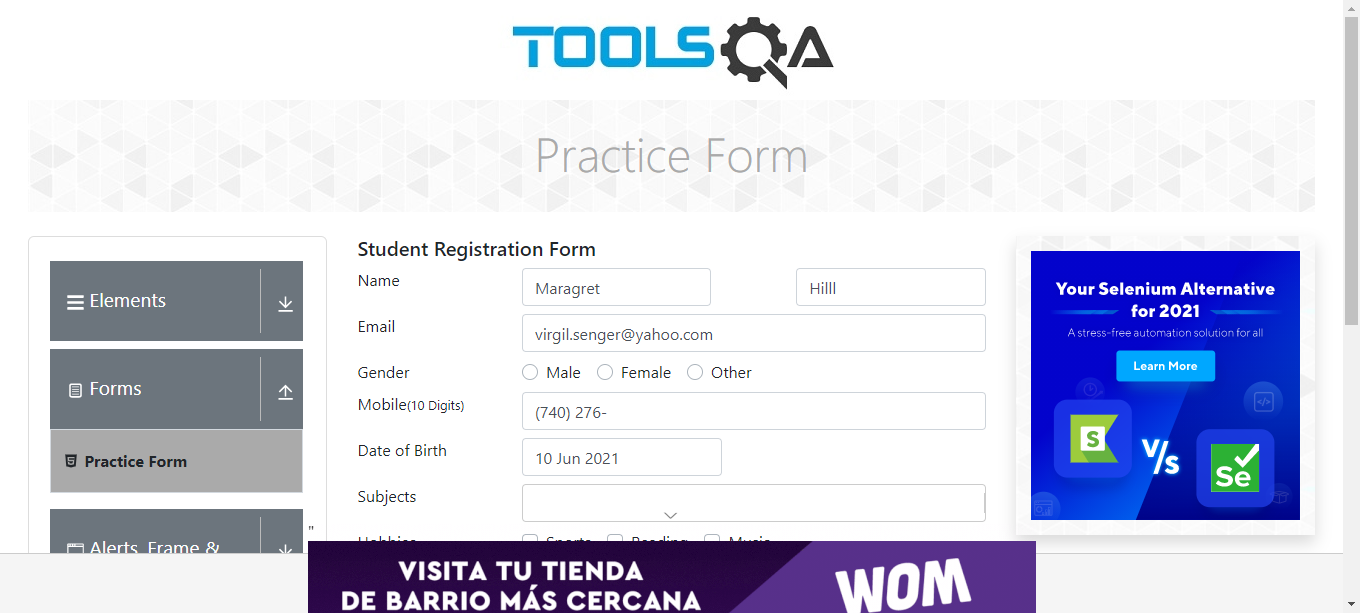 TOOLSQA
Practice Form
Elements
Forms
Practice Form
Alerts, Frame &
"
Student Registration Form
Name
Maragret
Hilll
Email
virgil.senger@yahoo.com
Gender
Male
Female
Other
Mobile(10 Digits)
(740) 276-
Date of Birth
10 Jun 2021
Subjects
Hobbies
Sports
Reading
Music
Your Selenium Alternative
for 2021
A stress-free automation solution for all
Learn More
S
V/s
Se
VISITA TU TIENDA
DE BARRIO MÁS CERCANA
WOM